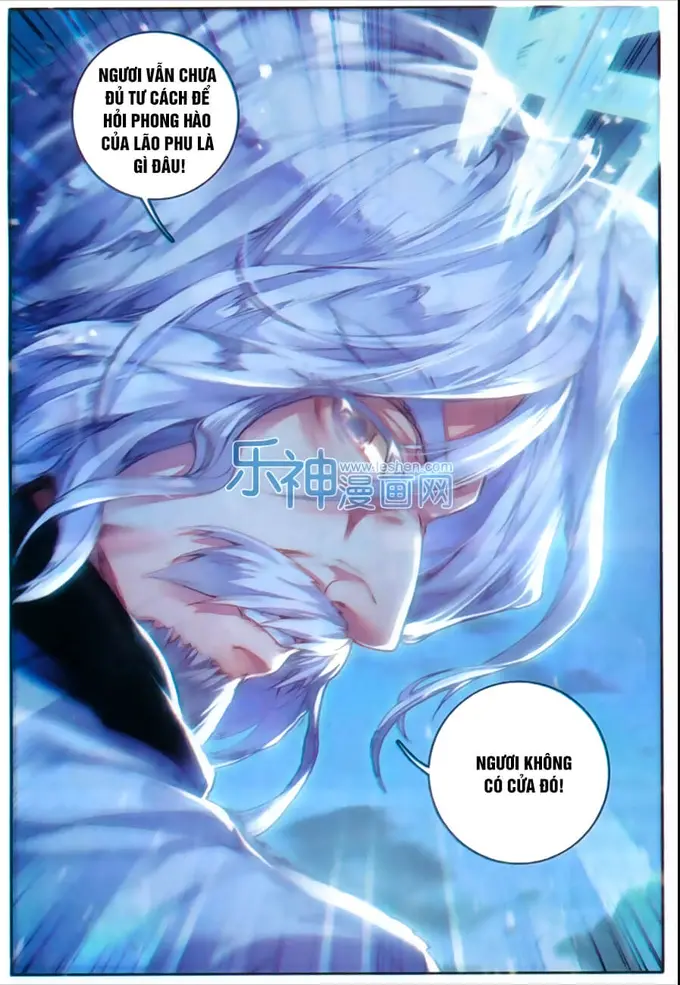 NGƯƠI VẪN CHƯA
ĐỦ TƯ CÁCH ĐỂ
HỎI PHONG HÀO
CỦA LÃO PHU LÀ
GÌ ĐÂU!
乐神漫画网
www.leshen.com
NGƯƠI KHÔNG
CÓ CỬA ĐÓ!